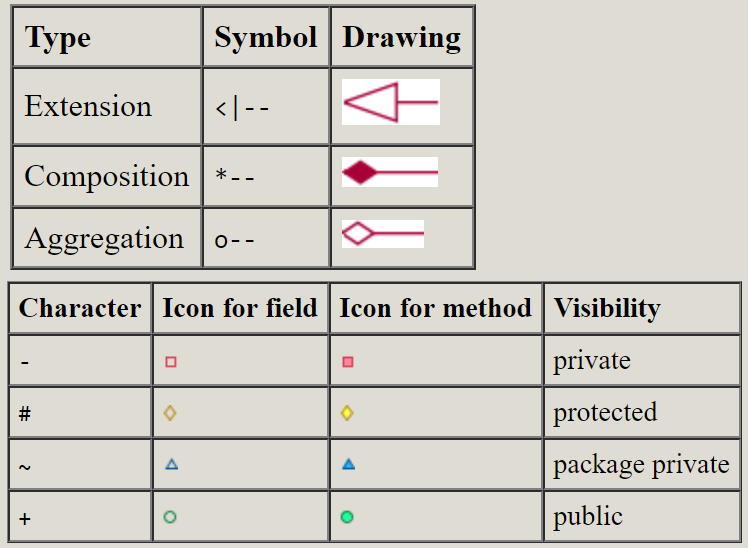 Type Symbol Drawing
Extension <|--
Composition *--
Aggregation o--
Character Icon for field Icon for method Visibility
- private
# protected
~ package private
+ public